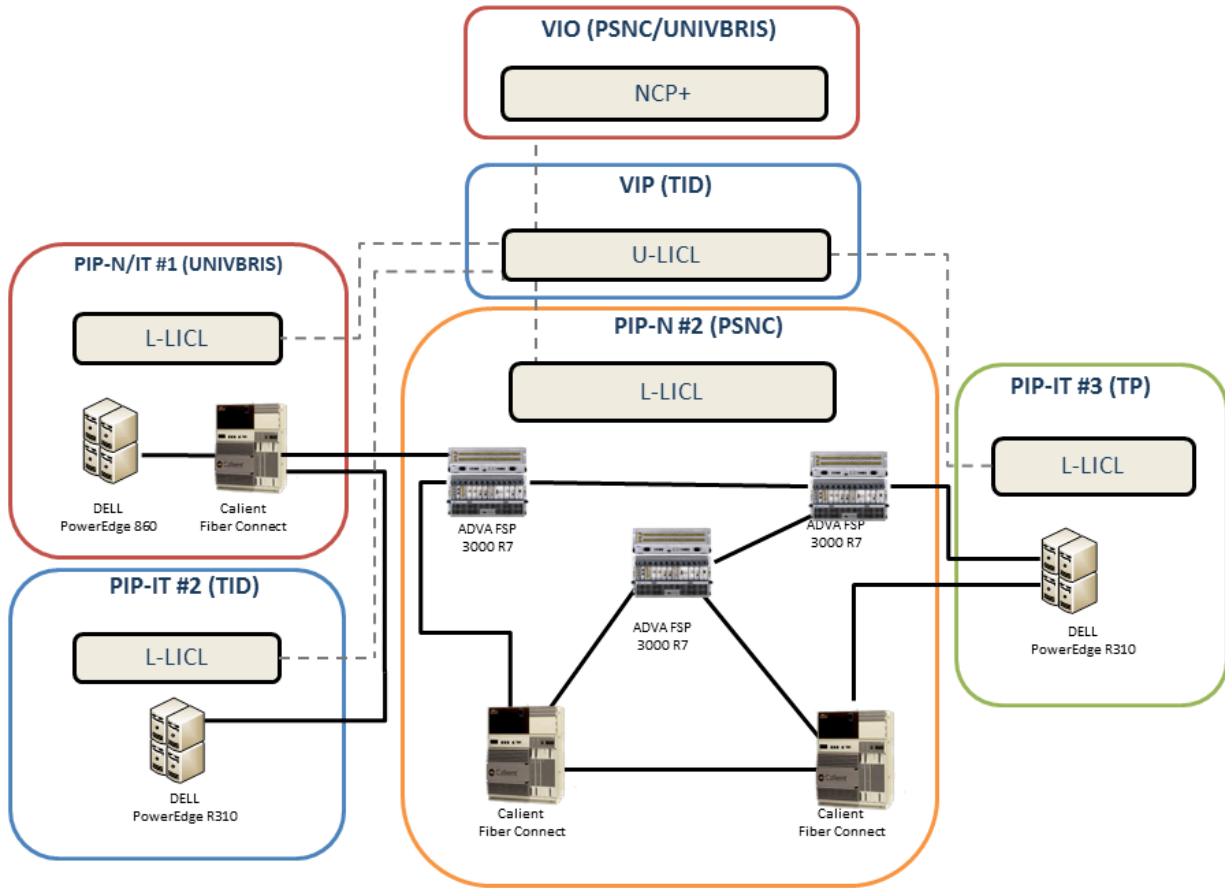 VIO (PSNC/UNIVBRIS)
NCP+
VIP (TID)
U-LICL
PIP-N/IT #1 (UNIVBRIS)
L-LICL
DELL
PowerEdge 860
Calient
Fiber Connect
PIP-N #2 (PSNC)
L-LICL
ADVA FSP
3000 R7
ADVA FSP
3000 R7
ADVA FSP
3000 R7
Calient
Calient
Fiber Connect
Calient
Calient
Fiber Connect
PIP-IT #3 (TP)
L-LICL
DELL
PowerEdge R310
PIP-IT #2 (TID)
L-LICL
DELL
PowerEdge R310